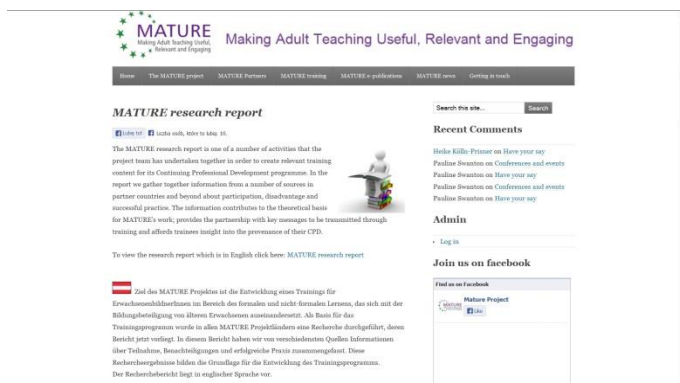 MATURE
Making Adult Teaching Useful,
Relevant and Engaging
Making Adult Teaching Useful, Relevant and Engaging
Home The MATURE project MATURE Partners MATURE training MATURE e-publications MATURE news Getting in touch
MATURE research report
Lubię to! Liczba osób, które to lubią: 10.
The MATURE research report is one of a number of activities that the
project team has undertaken together in order to create relevant training
content for its Continuing Professional Development programme. In the
report we gather together information from a number of sources in
partner countries and beyond about participation, disadvantage and
successful practice. The information contributes to the theoretical basis
for MATURE's work; provides the partnership with key messages to be transmitted through
training and affords trainees insight into the provenance of their CPD.
To view the research report which is in English click here: MATURE research report
Ziel des MATURE Projektes ist die Entwicklung eines Trainings für
ErwachsenenbildnerInnen im Bereich des formalen und nicht-formalen Lernens, das sich mit der
Bildungsbeteiligung von älteren Erwachsenen auseinandersetzt. Als Basis für das
Trainingsprogramm wurde in allen MATURE Projektländern eine Recherche durchgeführt, deren
Bericht jetzt vorliegt. In diesem Bericht haben wir von verschiedensten Quellen Informationen
über Teilnahme, Benachteiligungen und erfolgreiche Praxis zusammengefasst. Diese
Rechercheergebnisse bilden die Grundlage für die Entwicklung des Trainingsprogramms.
Der Recherchebericht liegt in englischer Sprache vor.
Search this site... Search
Recent Comments
Heike Kölln-Prisner on Have your say
Pauline Swanton on Conferences and events
Pauline Swanton on Have your say
Pauline Swanton on Conferences and events
Pauline Swanton on Have your say
Admin
Log in
Join us on facebook
Find us on Facebook
MATURE
Mature Project
Like